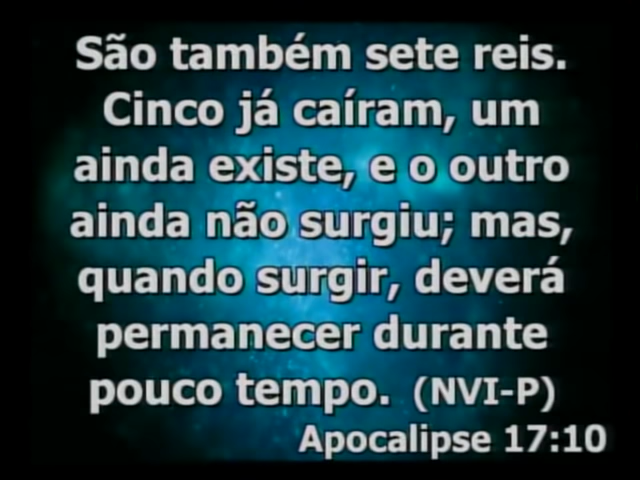 São também sete reis.
Cinco já caíram, um
ainda existe, e o outro
ainda não surgiu; mas,
quando surgir, deverá
permanecer durante
pouco tempo. (NVI-P)
Apocalipse 17:10